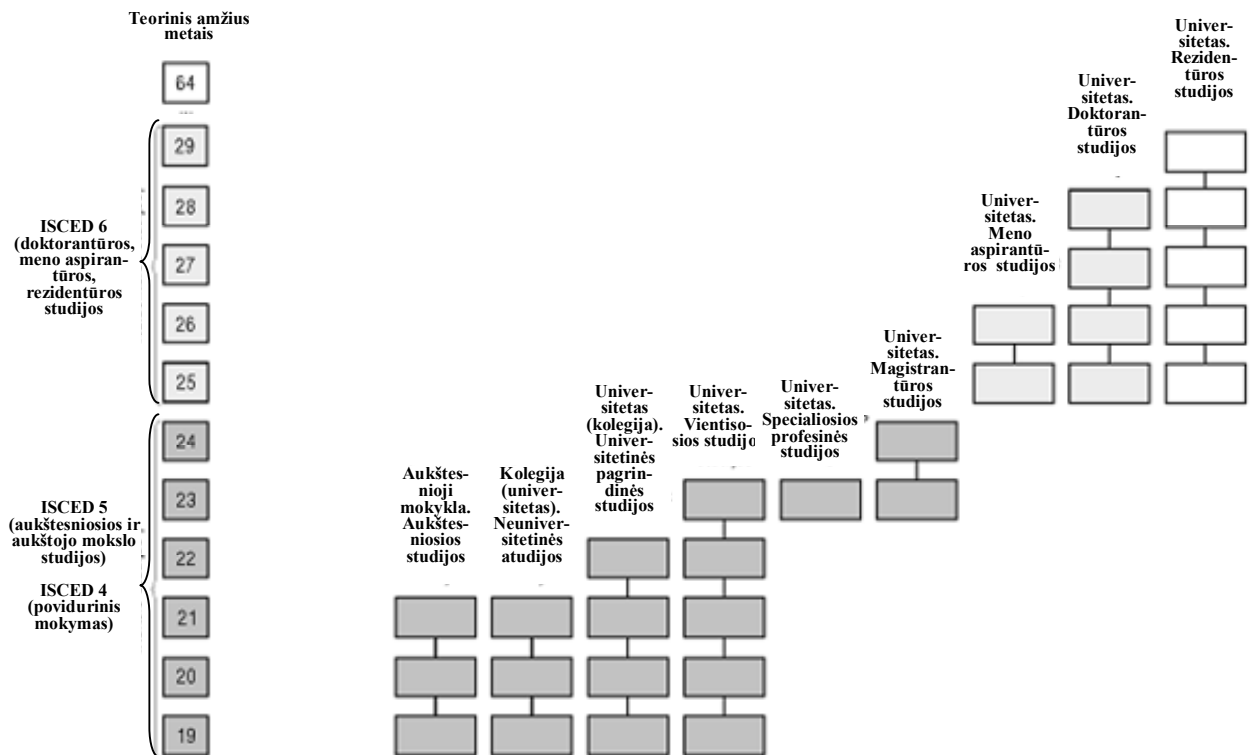 Teorinis amžius
metais
64
29
28
27
26
25
24
23
22
21
20
19
ISCED 6
(doktorantūros,
meno aspiran-
tūros,
rezidentūros
studijos
ISCED 5
(aukštesniosios ir
aukštojo mokslo
studijos)
ISCED 4
(povidurinis
mokymas)
Aukštes-
nioji
mokykla.
Aukštes-
niosios
studijos
Kolegija
(univer-
sitetas).
Neuniver-
sitetinės
atudijos
Univer-
sitetas
(kolegija).
Univer-
sitetinės
pagrin-
dinės
studijos
Univer-
sitetas.
Vientiso-
sios studijo
Univer-
sitetas.
Specialiosios
profesinės
studijos
Univer-
sitetas.
Magistran-
tūros
studijos
Univer-
sitetas.
Meno
aspirantū-
ros studijos
Univer-
sitetas.
Doktoran-
tūros
studijos
Univer-
sitetas.
Reziden-
tūros
studijos